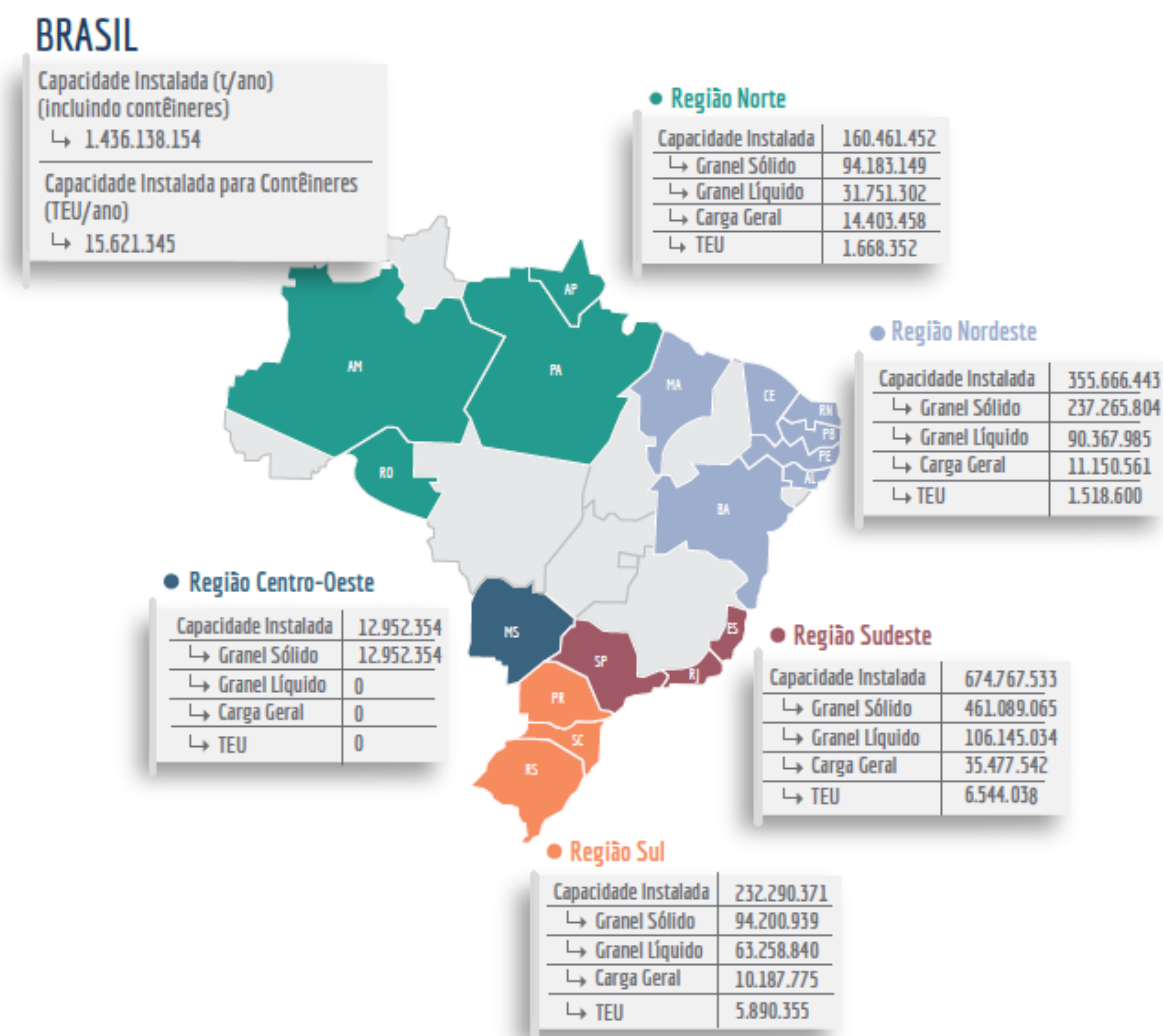 BRASIL
Capacidade Instalada (t/ano)
(incluindo contêineres)
↳ 1.436.138.154
Capacidade Instalada para Contêineres
(TEU/ano)
↳ 15.621.345
Região Norte
Capacidade Instalada 160.461.452
↳ Granel Sólido 94.183.149
↳ Granel Líquido 31.751.302
↳ Carga Geral 14.403.458
↳ TEU 1.668.352
Região Nordeste
Capacidade Instalada 355.666.443
↳ Granel Sólido 237.265.804
↳ Granel Líquido 90.367.985
↳ Carga Geral 11.150.561
↳ TEU 1.518.600
AP
AM
PA
MA
CE
RN
PB
PE
AL
RO
BA
MS
SP
ES
RJ
PR
SC
RS
Região Centro-Oeste
Capacidade Instalada 12.952.354
↳ Granel Sólido 12.952.354
↳ Granel Líquido 0
↳ Carga Geral 0
↳ TEU 0
Região Sudeste
Capacidade Instalada 674.767.533
↳ Granel Sólido 461.089.065
↳ Granel Líquido 106.145.034
↳ Carga Geral 35.477.542
↳ TEU 6.544.038
Região Sul
Capacidade Instalada 232.290.371
↳ Granel Sólido 94.200.939
↳ Granel Líquido 63.258.840
↳ Carga Geral 10.187.775
↳ TEU 5.890.355